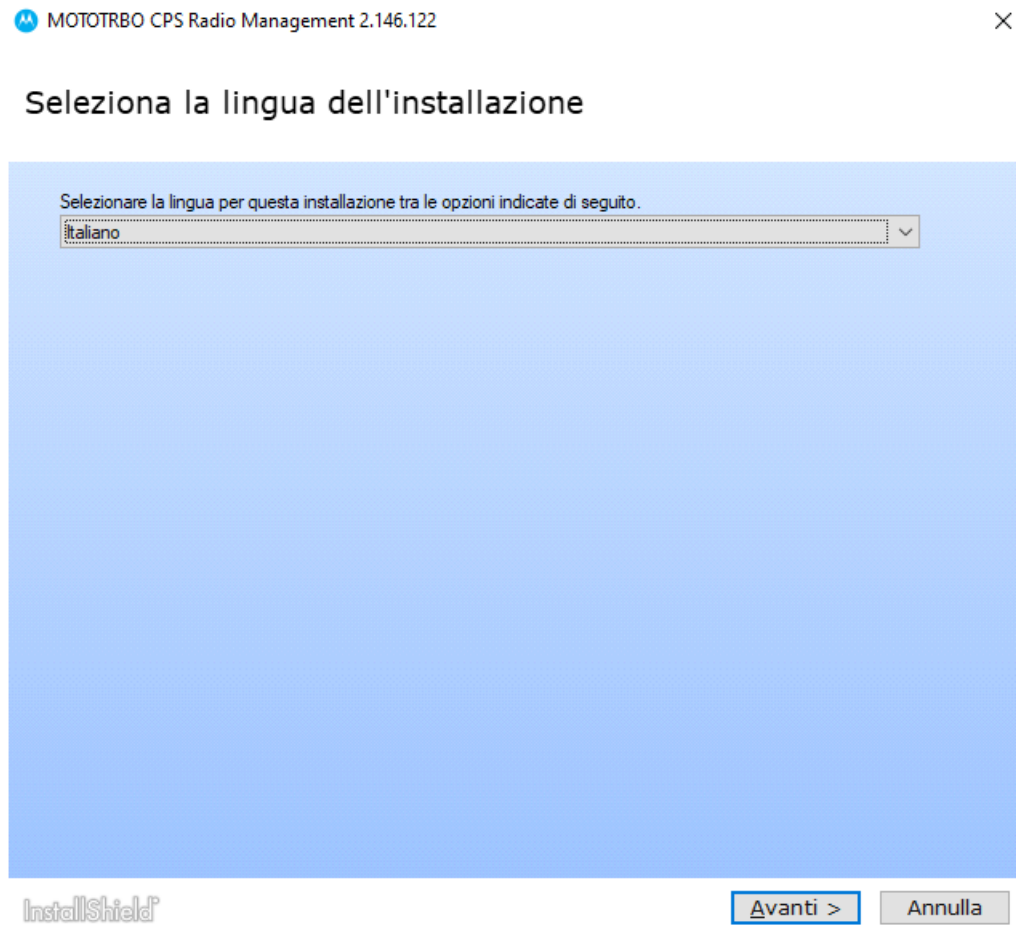 MOTOTRBO CPS Radio Management 2.146.122
Seleziona la lingua dell'installazione
Selezionare la lingua per questa installazione tra le opzioni indicate di seguito.
Italiano
InstallShield
Avanti >
Annulla